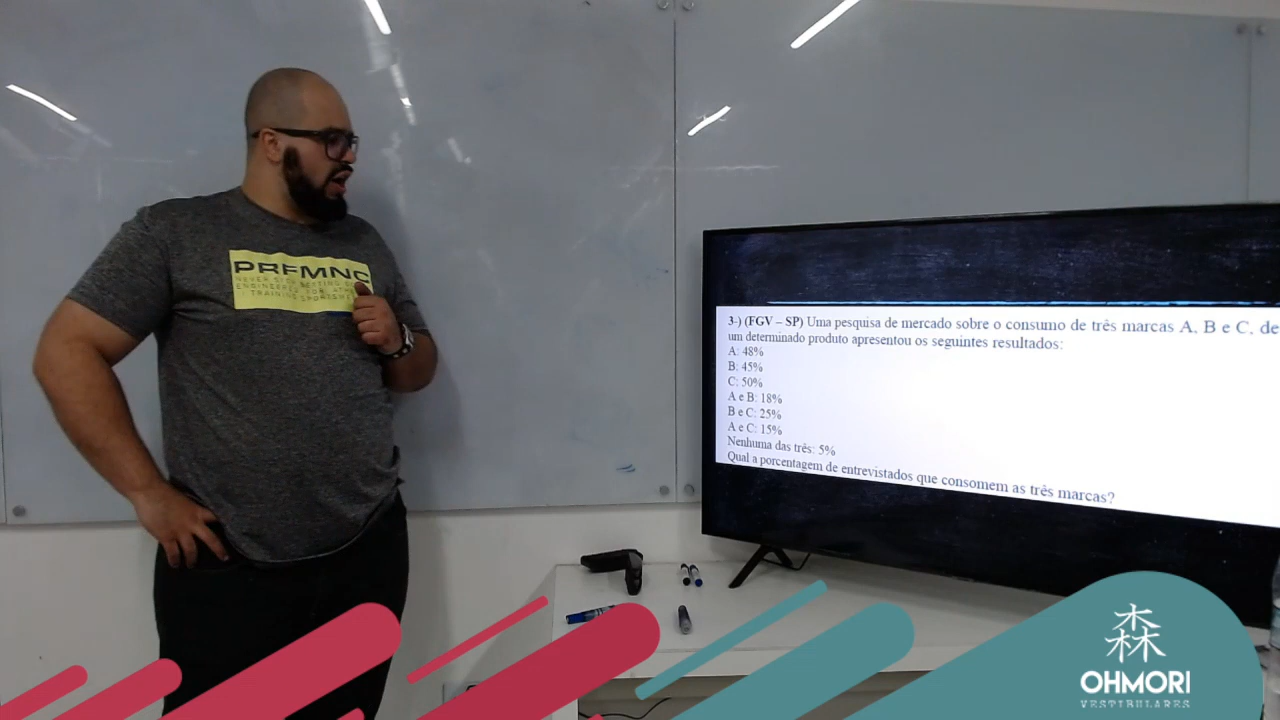 PRFMNC
3-) (FGV – SP) Uma pesquisa de mercado sobre o consumo de três marcas A, B e C, de
um determinado produto apresentou os seguintes resultados:
A: 48%
B: 45%
C: 50%
A e B: 18%
B e C: 25%
A e C: 15%
Nenhuma das três: 5%
Qual a porcentagem de entrevistados que consomem as três marcas?
OHMORI
VESTIBULARES